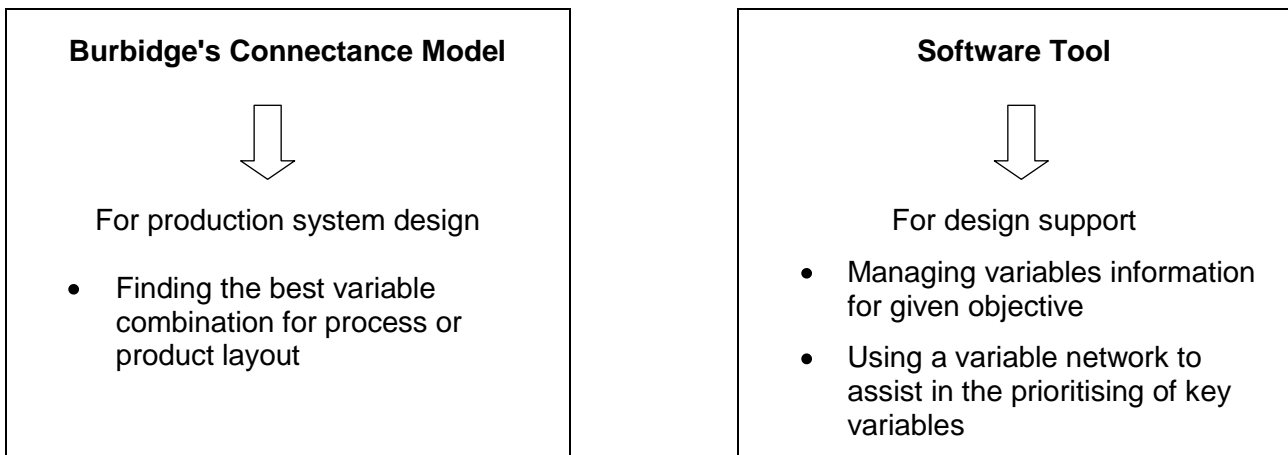 Burbidge's Connectance Model
For production system design
• Finding the best variable
combination for process or
product layout
Software Tool
For design support
• Managing variables information
for given objective
• Using a variable network to
assist in the prioritising of key
variables